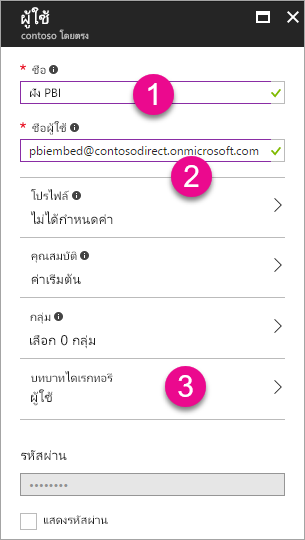 ผู้ใช้
contoso โดยตรง
* ชื่อ
ฝัง PBI
1
* ชื่อผู้ใช้
pbiembed@contosodirect.onmicrosoft.com
2
โปรไฟล์
ไม่ได้กำหนดค่า
คุณสมบัติ
ค่าเริ่มต้น
กลุ่ม
เลือก 0 กลุ่ม
บทบาทไดเรกทอรี
3
ผู้ใช้
รหัสผ่าน
••••••••
แสดงรหัสผ่าน